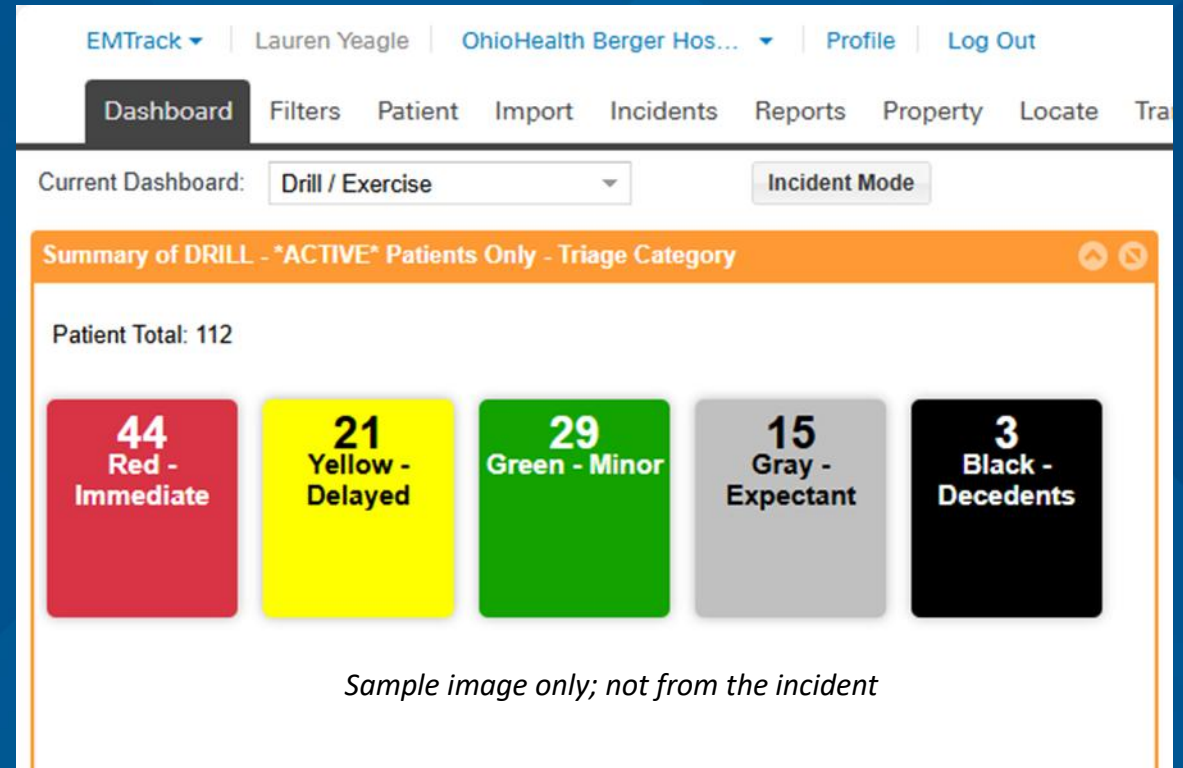 EMTrack Lauren Yeagle OhioHealth Berger Hos... Profile Log Out
Dashboard Filters Patient Import Incidents Reports Property Locate Tra
Current Dashboard: Drill / Exercise Incident Mode
Summary of DRILL - *ACTIVE* Patients Only - Triage Category
Patient Total: 112
44
Red -
Immediate
21
Yellow -
Delayed
29
Green - Minor
15
Gray -
Expectant
3
Black -
Decedents
Sample image only; not from the incident